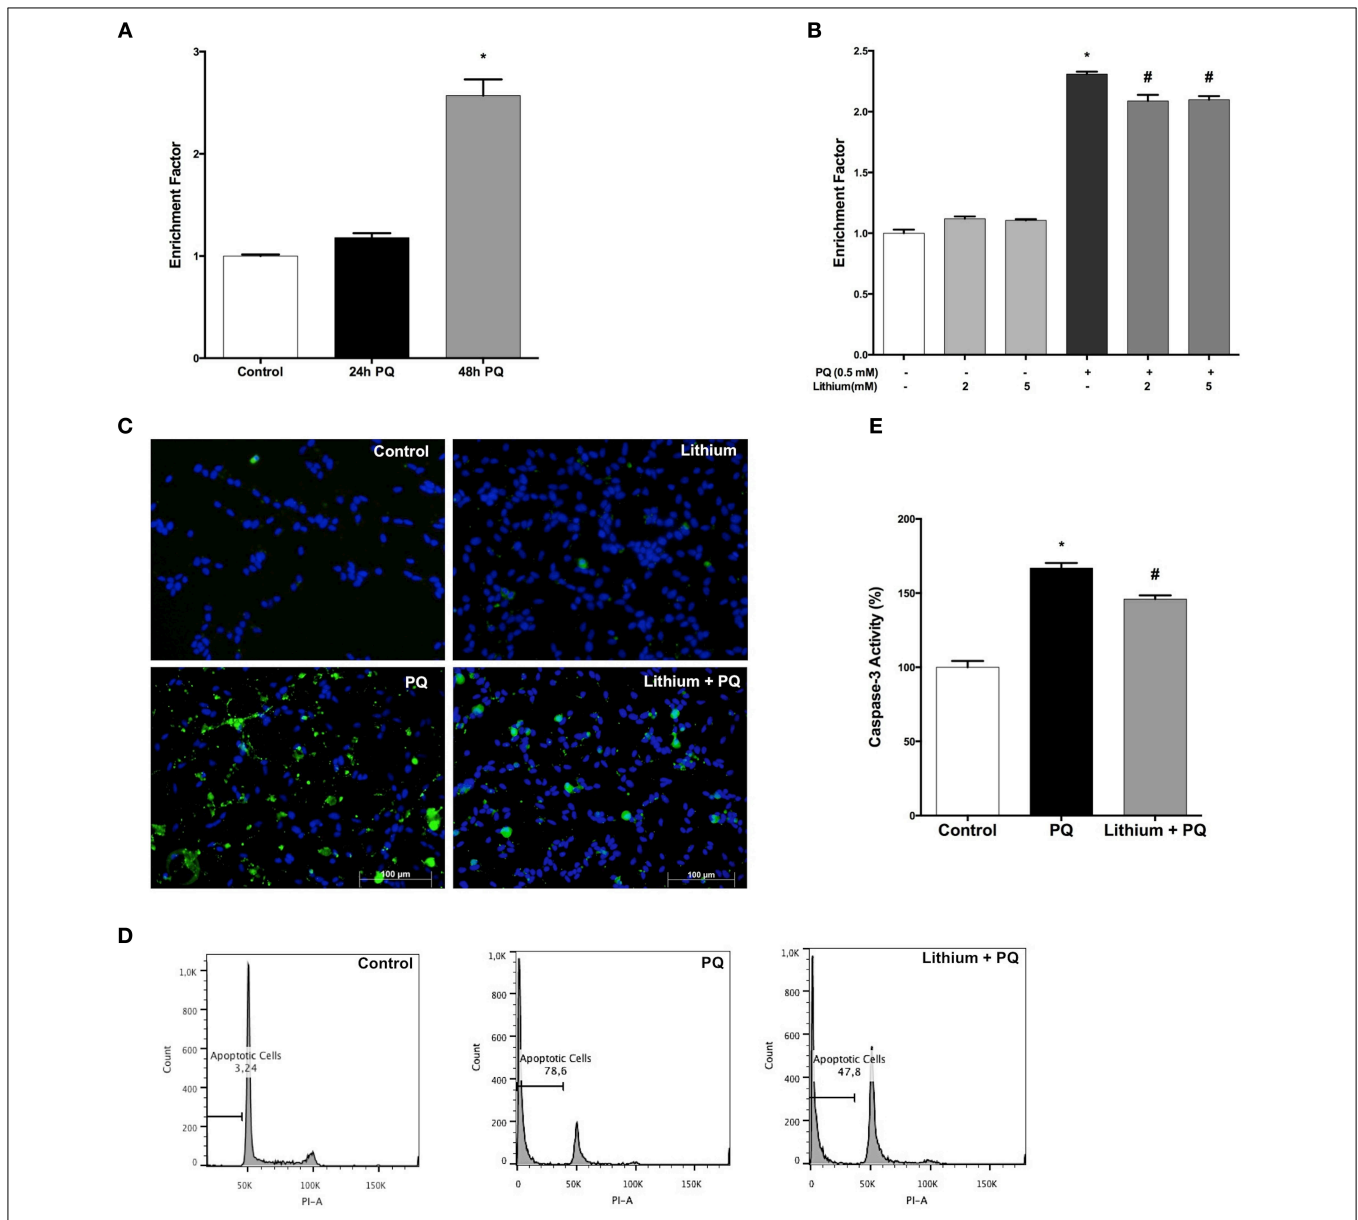 A
3
2
1
0
Enrichment Factor
*
Control
24h PQ
48h PQ
B
2.5
2.0
1.5
1.0
0.5
0.0
Enrichment Factor
*
#
#
PQ (0.5 mM) - - - + + +
Lithium(mM) - 2 5 - 2 5
C
Control
Lithium
PQ
100 µm
Lithium + PQ
100 µm
E
200
150
100
50
0
Caspase-3 Activity (%)
*
#
Control
PQ
Lithium + PQ
D
Control
1,0K
800
600
400
200
0
Count
Apoptotic Cells
3,24
50K 100K 150K
PI-A
PQ
1,0K
800
600
400
200
0
Count
Apoptotic Cells
78,6
0 50K 100K 150K
PI-A
Lithium + PQ
1,0K
800
600
400
200
0
Count
Apoptotic Cells
47,8
0 50K 100K 150K
PI-A